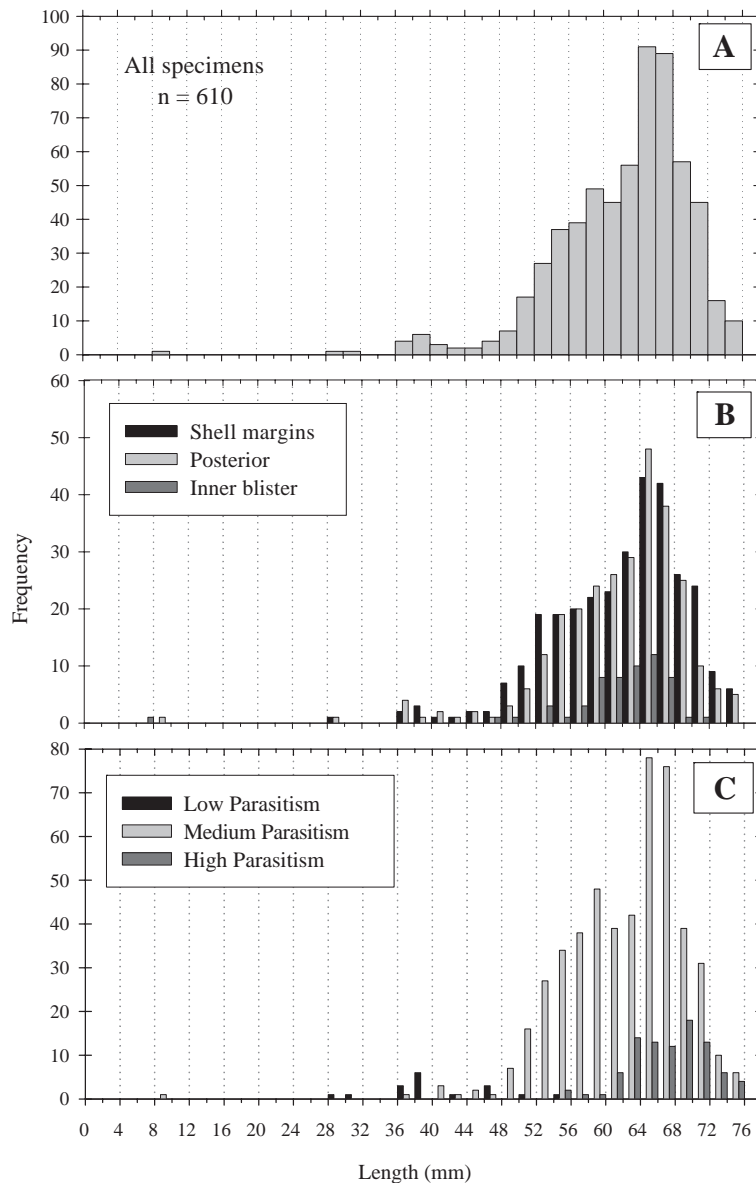 100
90
80
70
60
50
40
30
20
10
0
All specimens
n = 610
A
60
50
40
30
20
10
0
Shell margins
Posterior
Inner blister
B
Frequency
80
70
60
50
40
30
20
10
0
Low Parasitism
Medium Parasitism
High Parasitism
C
0 4 8 12 16 20 24 28 32 36 40 44 48 52 56 60 64 68 72 76
Length (mm)